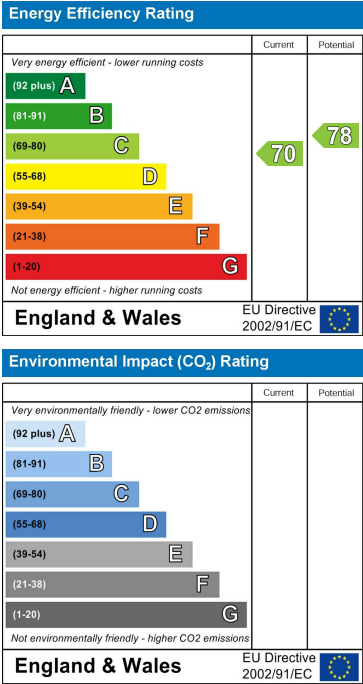 Energy Efficiency Rating
Current Potential
Very energy efficient - lower running costs
(92 plus) A
(81-91) B
(69-80) C
(55-68) D
(39-54) E
(21-38) F
(1-20) G
70
78
Not energy efficient - higher running costs
England & Wales
EU Directive
2002/91/EC
Environmental Impact (CO₂) Rating
Current Potential
Very environmentally friendly - lower CO2 emissions
(92 plus) A
(81-91) B
(69-80) C
(55-68) D
(39-54) E
(21-38) F
(1-20) G
Not environmentally friendly - higher CO2 emissions
England & Wales
EU Directive
2002/91/EC